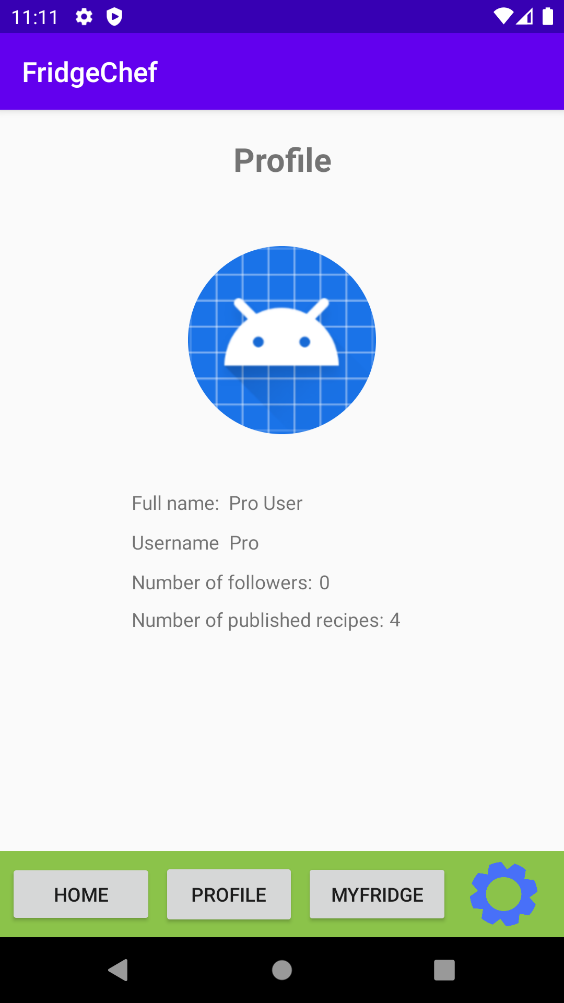 11:11
FridgeChef
Profile
Full name: Pro User
Username Pro
Number of followers: 0
Number of published recipes: 4
HOME PROFILE MYFRIDGE